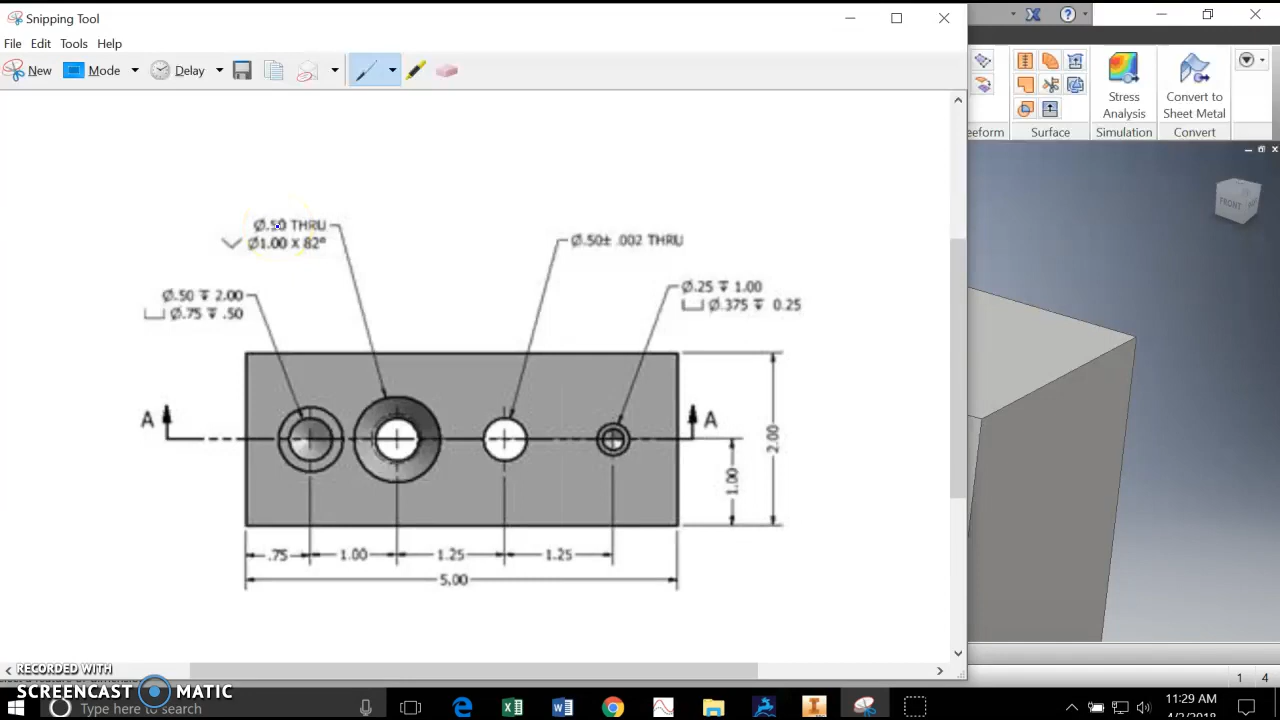 Snipping Tool
File Edit Tools Help
New Mode Delay
Stress Analysis
Convert to Sheet Metal
eeform Surface Simulation Convert
FRONT
Ø.50 THRU
⌵ Ø1.00 X 82°
Ø.50± .002 THRU
Ø.50 ↧ 2.00
⌴ Ø.75 ↧ .50
Ø.25 ↧ 1.00
⌴ Ø.375 ↧ 0.25
A A
2.00
1.00
.75 1.00 1.25 1.25
5.00
RECORDED WITH
SCREENCAST MATIC
1 4
Type here to search
11:29 AM